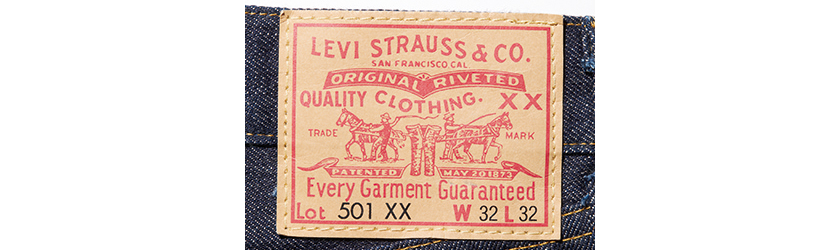 LEVI STRAUSS & CO.
SAN FRANCISCO, CAL.
ORIGINAL RIVETED
QUALITY CLOTHING. XX
TRADE MARK
PATENTED MAY 20 1873
Every Garment Guaranteed
Lot 501 XX W 32 L 32